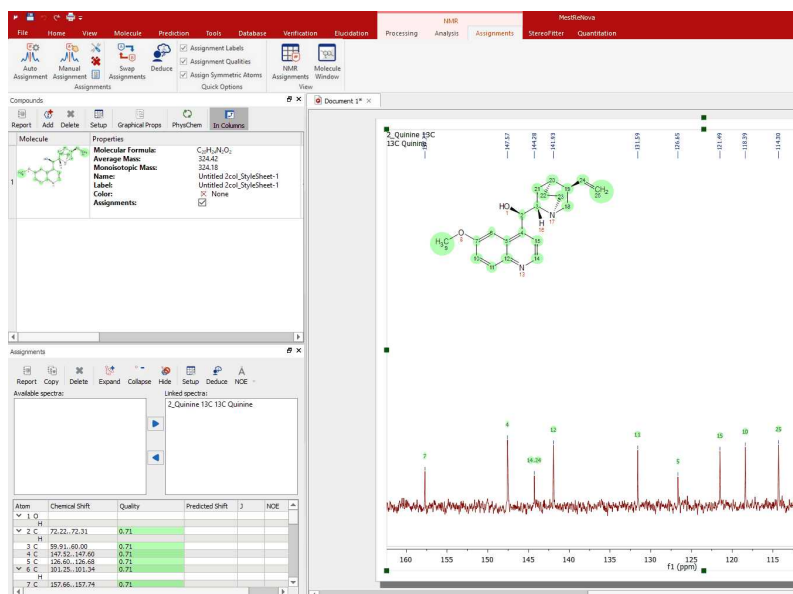 NMR
MestReNova
File Home View Molecule Prediction Tools Database Verification Elucidation Processing Analysis Assignments StereoFitter Quantitation
Auto Assignment
Manual Assignment
Swap Assignments
Deduce
Assignment Labels
Assignment Qualities
Assign Symmetric Atoms
NMR Assignments
Molecule Window
Assignments
Quick Options
View
Compounds
Document 1*
Report Add Delete Setup Graphical Props PhysChem In Columns
Molecule Properties
1
Molecular Formula: C20H24N2O2
Average Mass: 324.42
Monoisotopic Mass: 324.18
Name: Untitled 2col_StyleSheet-1
Label: Untitled 2col_StyleSheet-1
Color: None
Assignments:
Assignments
Report Copy Delete Expand Collapse Hide Setup Deduce NOE
Available spectra: Linked spectra:
2_Quinine 13C 13C Quinine
Atom Chemical Shift Quality Predicted Shift J NOE
1 O
H
2 C 72.22..72.31 0.71
H
3 C 59.91..60.00 0.71
4 C 147.52..147.60 0.71
5 C 126.60..126.68 0.71
6 C 101.25..101.34 0.71
H
7 C 157.66..157.74 0.71
2_Quinine 13C
13C Quinine
147.57 144.28 141.93 131.59 126.65 121.49 118.39 114.30
HO
H
N
CH2
O
H3C
N
7 4 12 5 15 10 25
160 155 150 145 140 135 130 125 120 115
f1 (ppm)